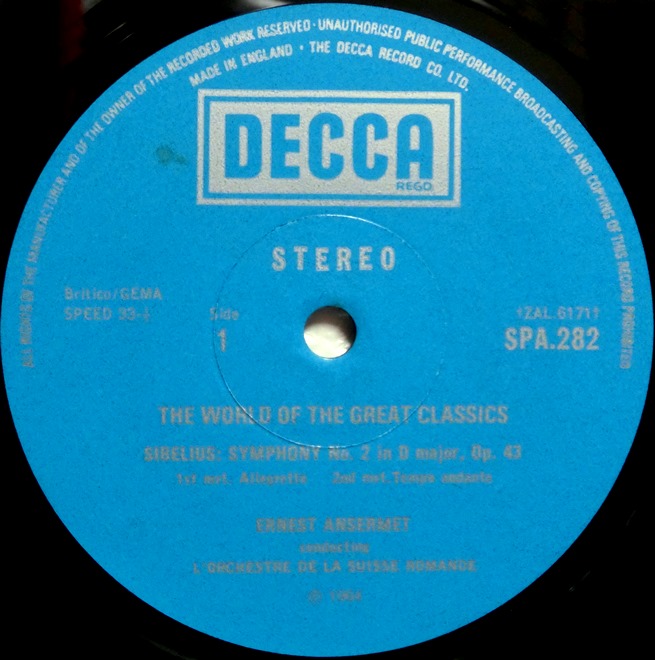 ALL RIGHTS OF THE MANUFACTURER AND OF THE OWNER OF THE RECORDED WORK RESERVED · UNAUTHORISED PUBLIC PERFORMANCE BROADCASTING AND COPYING OF THIS RECORD PROHIBITED
MADE IN ENGLAND · THE DECCA RECORD CO. LTD.
DECCA
REGD.
STEREO
Britico/GEMA
SPEED 33⅓
Side
1
(ZAL.6171)
SPA.282
THE WORLD OF THE GREAT CLASSICS
SIBELIUS: SYMPHONY No. 2 in D major, Op. 43
1st mvt. Allegretto 2nd mvt. Tempo andante
ERNEST ANSERMET
conducting
L'ORCHESTRE DE LA SUISSE ROMANDE